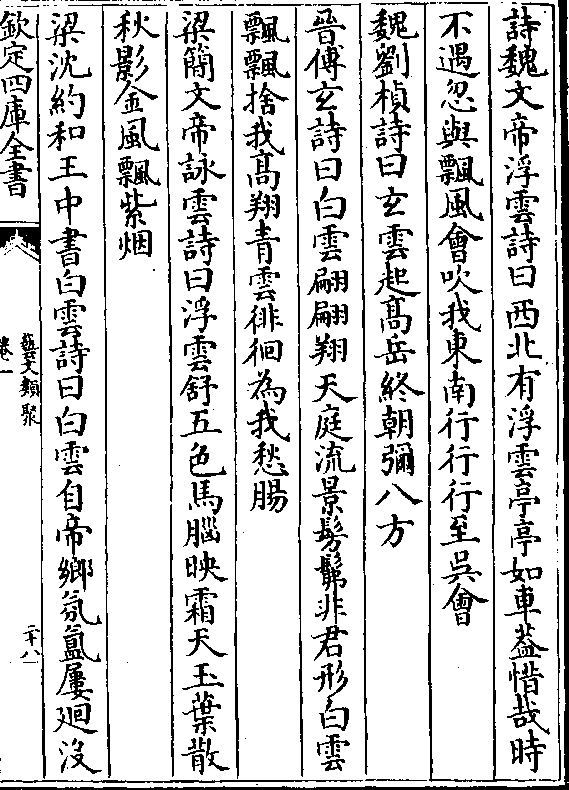 詩魏文帝浮雲詩曰西北有浮雲亭亭如車葢惜哉時
不遇忽與飄風會吹我東南行行行至吳會
魏劉楨詩曰玄雲起髙岳終朝彌八方
晉傅玄詩曰白雲翩翩翔天庭流景髣髴非君形白雲
飄飄捨我髙翔青雲徘徊為我愁腸
梁簡文帝詠雲詩曰浮雲舒五色馬腦映霜天玉葉散
秋影金風飄紫烟
梁沈約和王中書白雲詩曰白雲自帝鄉氛氳屢廻沒
欽定四庫全書
藝文類聚
卷一
二十八